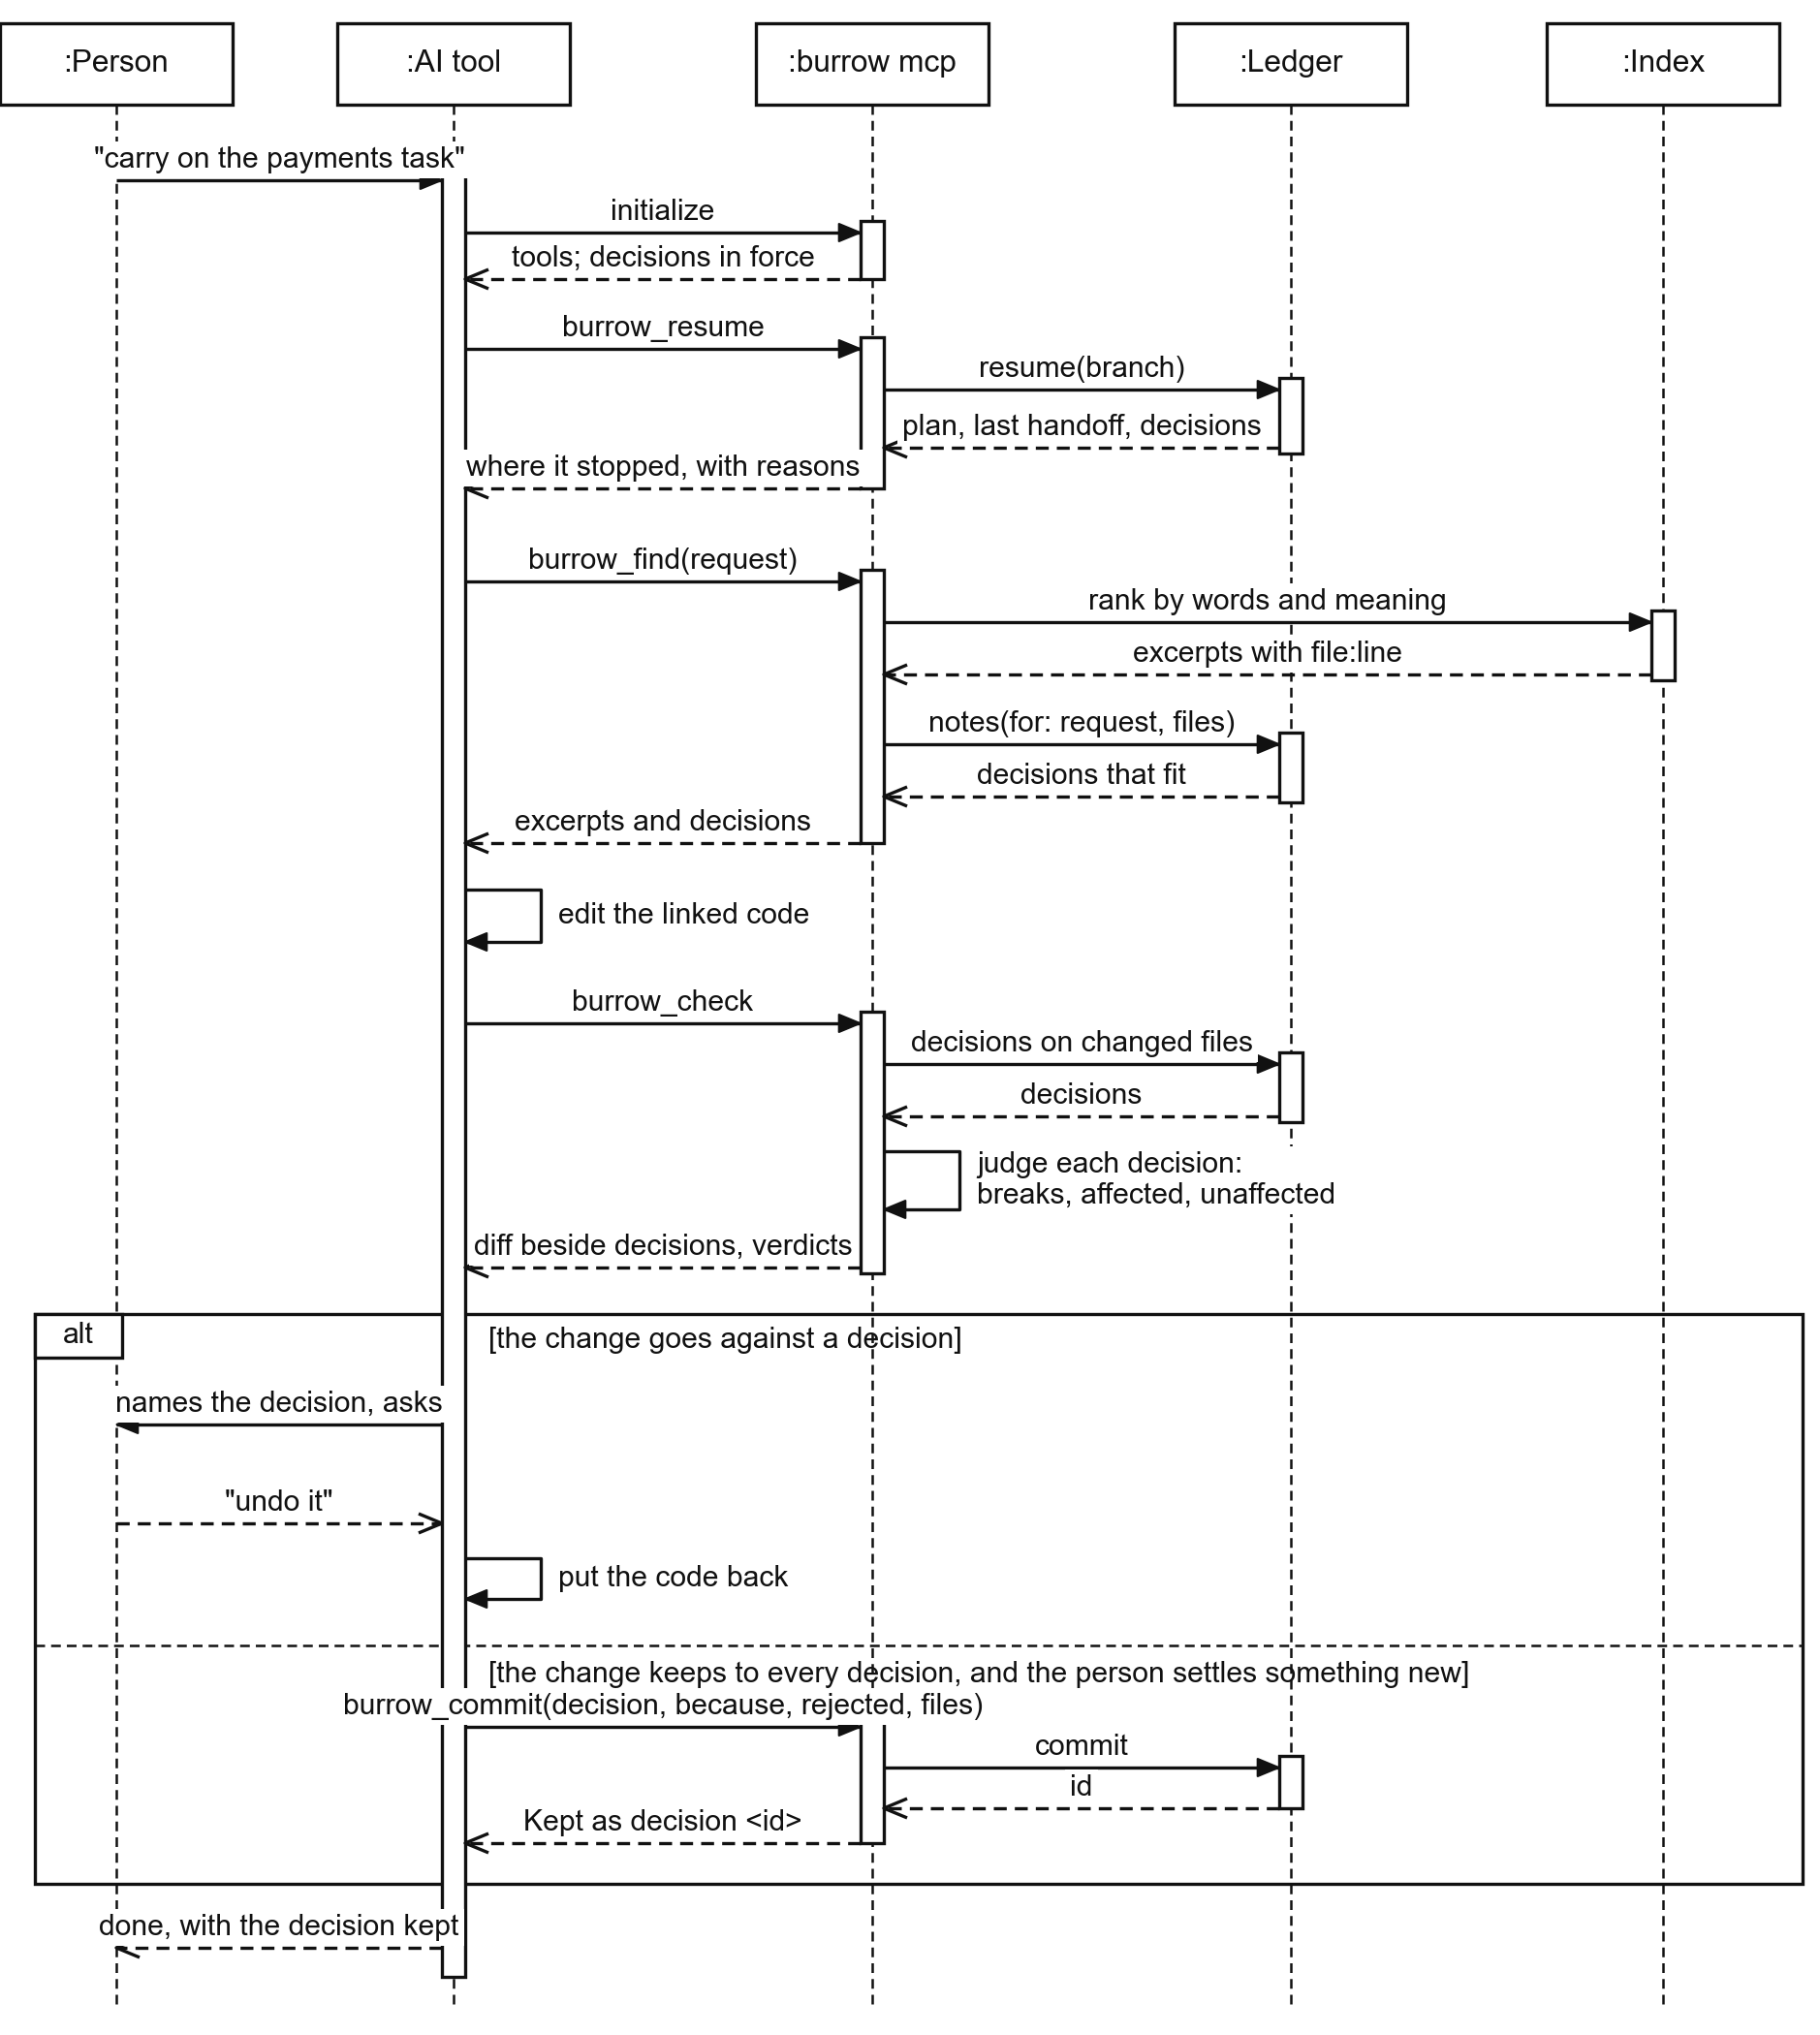 :Person
:AI tool
:burrow mcp
:Ledger
:Index
"carry on the payments task"
initialize
tools; decisions in force
burrow_resume
resume(branch)
plan, last handoff, decisions
where it stopped, with reasons
burrow_find(request)
rank by words and meaning
excerpts with file:line
notes(for: request, files)
decisions that fit
excerpts and decisions
edit the linked code
burrow_check
decisions on changed files
decisions
judge each decision:
breaks, affected, unaffected
diff beside decisions, verdicts
alt
[the change goes against a decision]
names the decision, asks
"undo it"
put the code back
[the change keeps to every decision, and the person settles something new]
burrow_commit(decision, because, rejected, files)
commit
id
Kept as decision <id>
done, with the decision kept